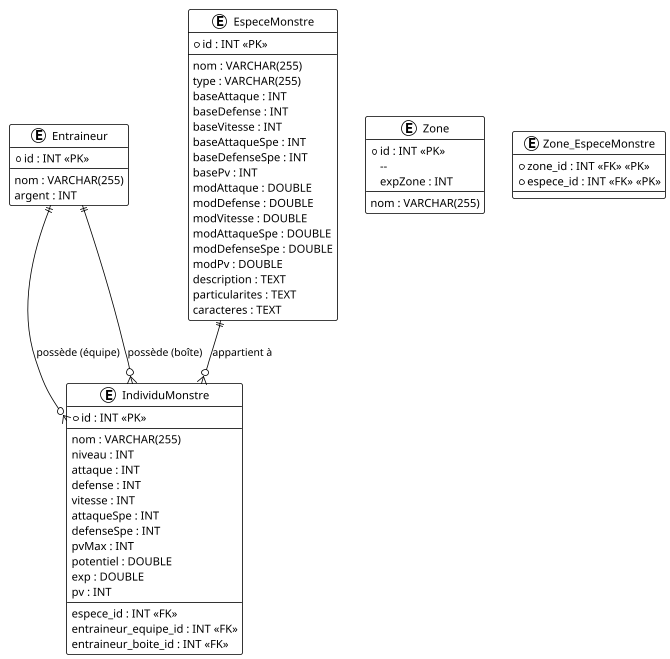 E EspeceMonstre
id : INT «PK»
nom : VARCHAR(255)
type : VARCHAR(255)
baseAttaque : INT
baseDefense : INT
baseVitesse : INT
baseAttaqueSpe : INT
baseDefenseSpe : INT
basePv : INT
modAttaque : DOUBLE
modDefense : DOUBLE
modVitesse : DOUBLE
modAttaqueSpe : DOUBLE
modDefenseSpe : DOUBLE
modPv : DOUBLE
description : TEXT
particularites : TEXT
caracteres : TEXT
E Entraineur
id : INT «PK»
nom : VARCHAR(255)
argent : INT
E Zone
id : INT «PK»
--
expZone : INT
nom : VARCHAR(255)
E Zone_EspeceMonstre
zone_id : INT «FK» «PK»
espece_id : INT «FK» «PK»
possède (équipe)
possède (boîte)
appartient à
E IndividuMonstre
id : INT «PK»
nom : VARCHAR(255)
niveau : INT
attaque : INT
defense : INT
vitesse : INT
attaqueSpe : INT
defenseSpe : INT
pvMax : INT
potentiel : DOUBLE
exp : DOUBLE
pv : INT
espece_id : INT «FK»
entraineur_equipe_id : INT «FK»
entraineur_boite_id : INT «FK»